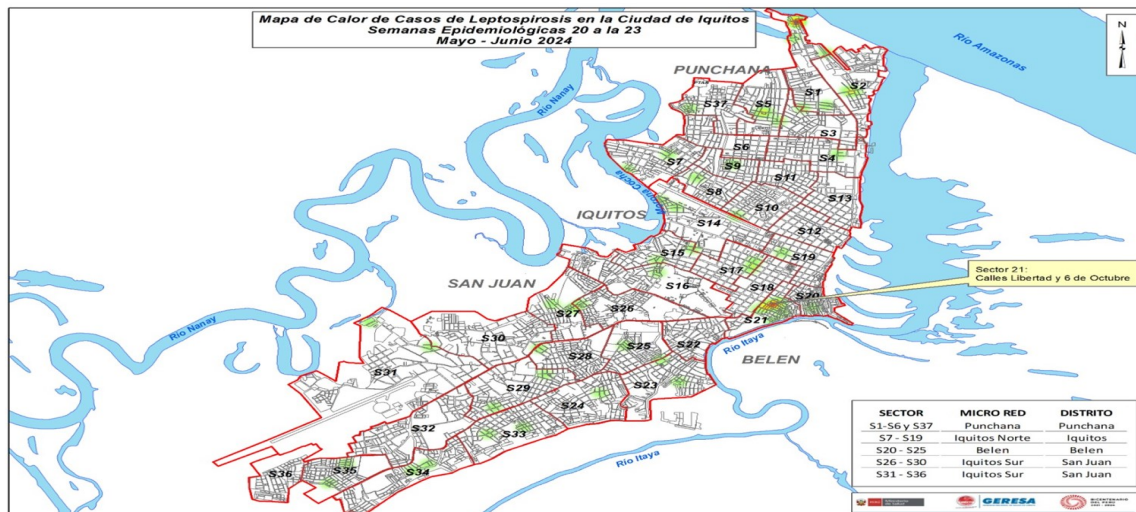 Mapa de Calor de Casos de Leptospirosis en la Ciudad de Iquitos
Semanas Epidemiológicas 20 a la 23
Mayo - Junio 2024
N
Río Amazonas
PUNCHANA
Río Nanay
S1
S2
S37
S5
S3
S6
S4
S7
S9
S11
S8
S10
S13
Morona Cocha
IQUITOS
S14
S12
S15
S19
S17
S16
S18
Sector 21:
Calles Libertad y 6 de Octubre
SAN JUAN
S20
S27
S26
S21
Río Nanay
Río Itaya
S30
S25
S22
BELEN
S28
S31
S29
S23
S24
S32
S33
Río Itaya
S36
S35
S34
SECTOR MICRO RED DISTRITO
S1-S6 y S37 Punchana Punchana
S7 - S19 Iquitos Norte Iquitos
S20 - S25 Belen Belen
S26 - S30 Iquitos Sur San Juan
S31 - S36 Iquitos Sur San Juan
GERESA
BICENTENARIO
DEL PERÚ